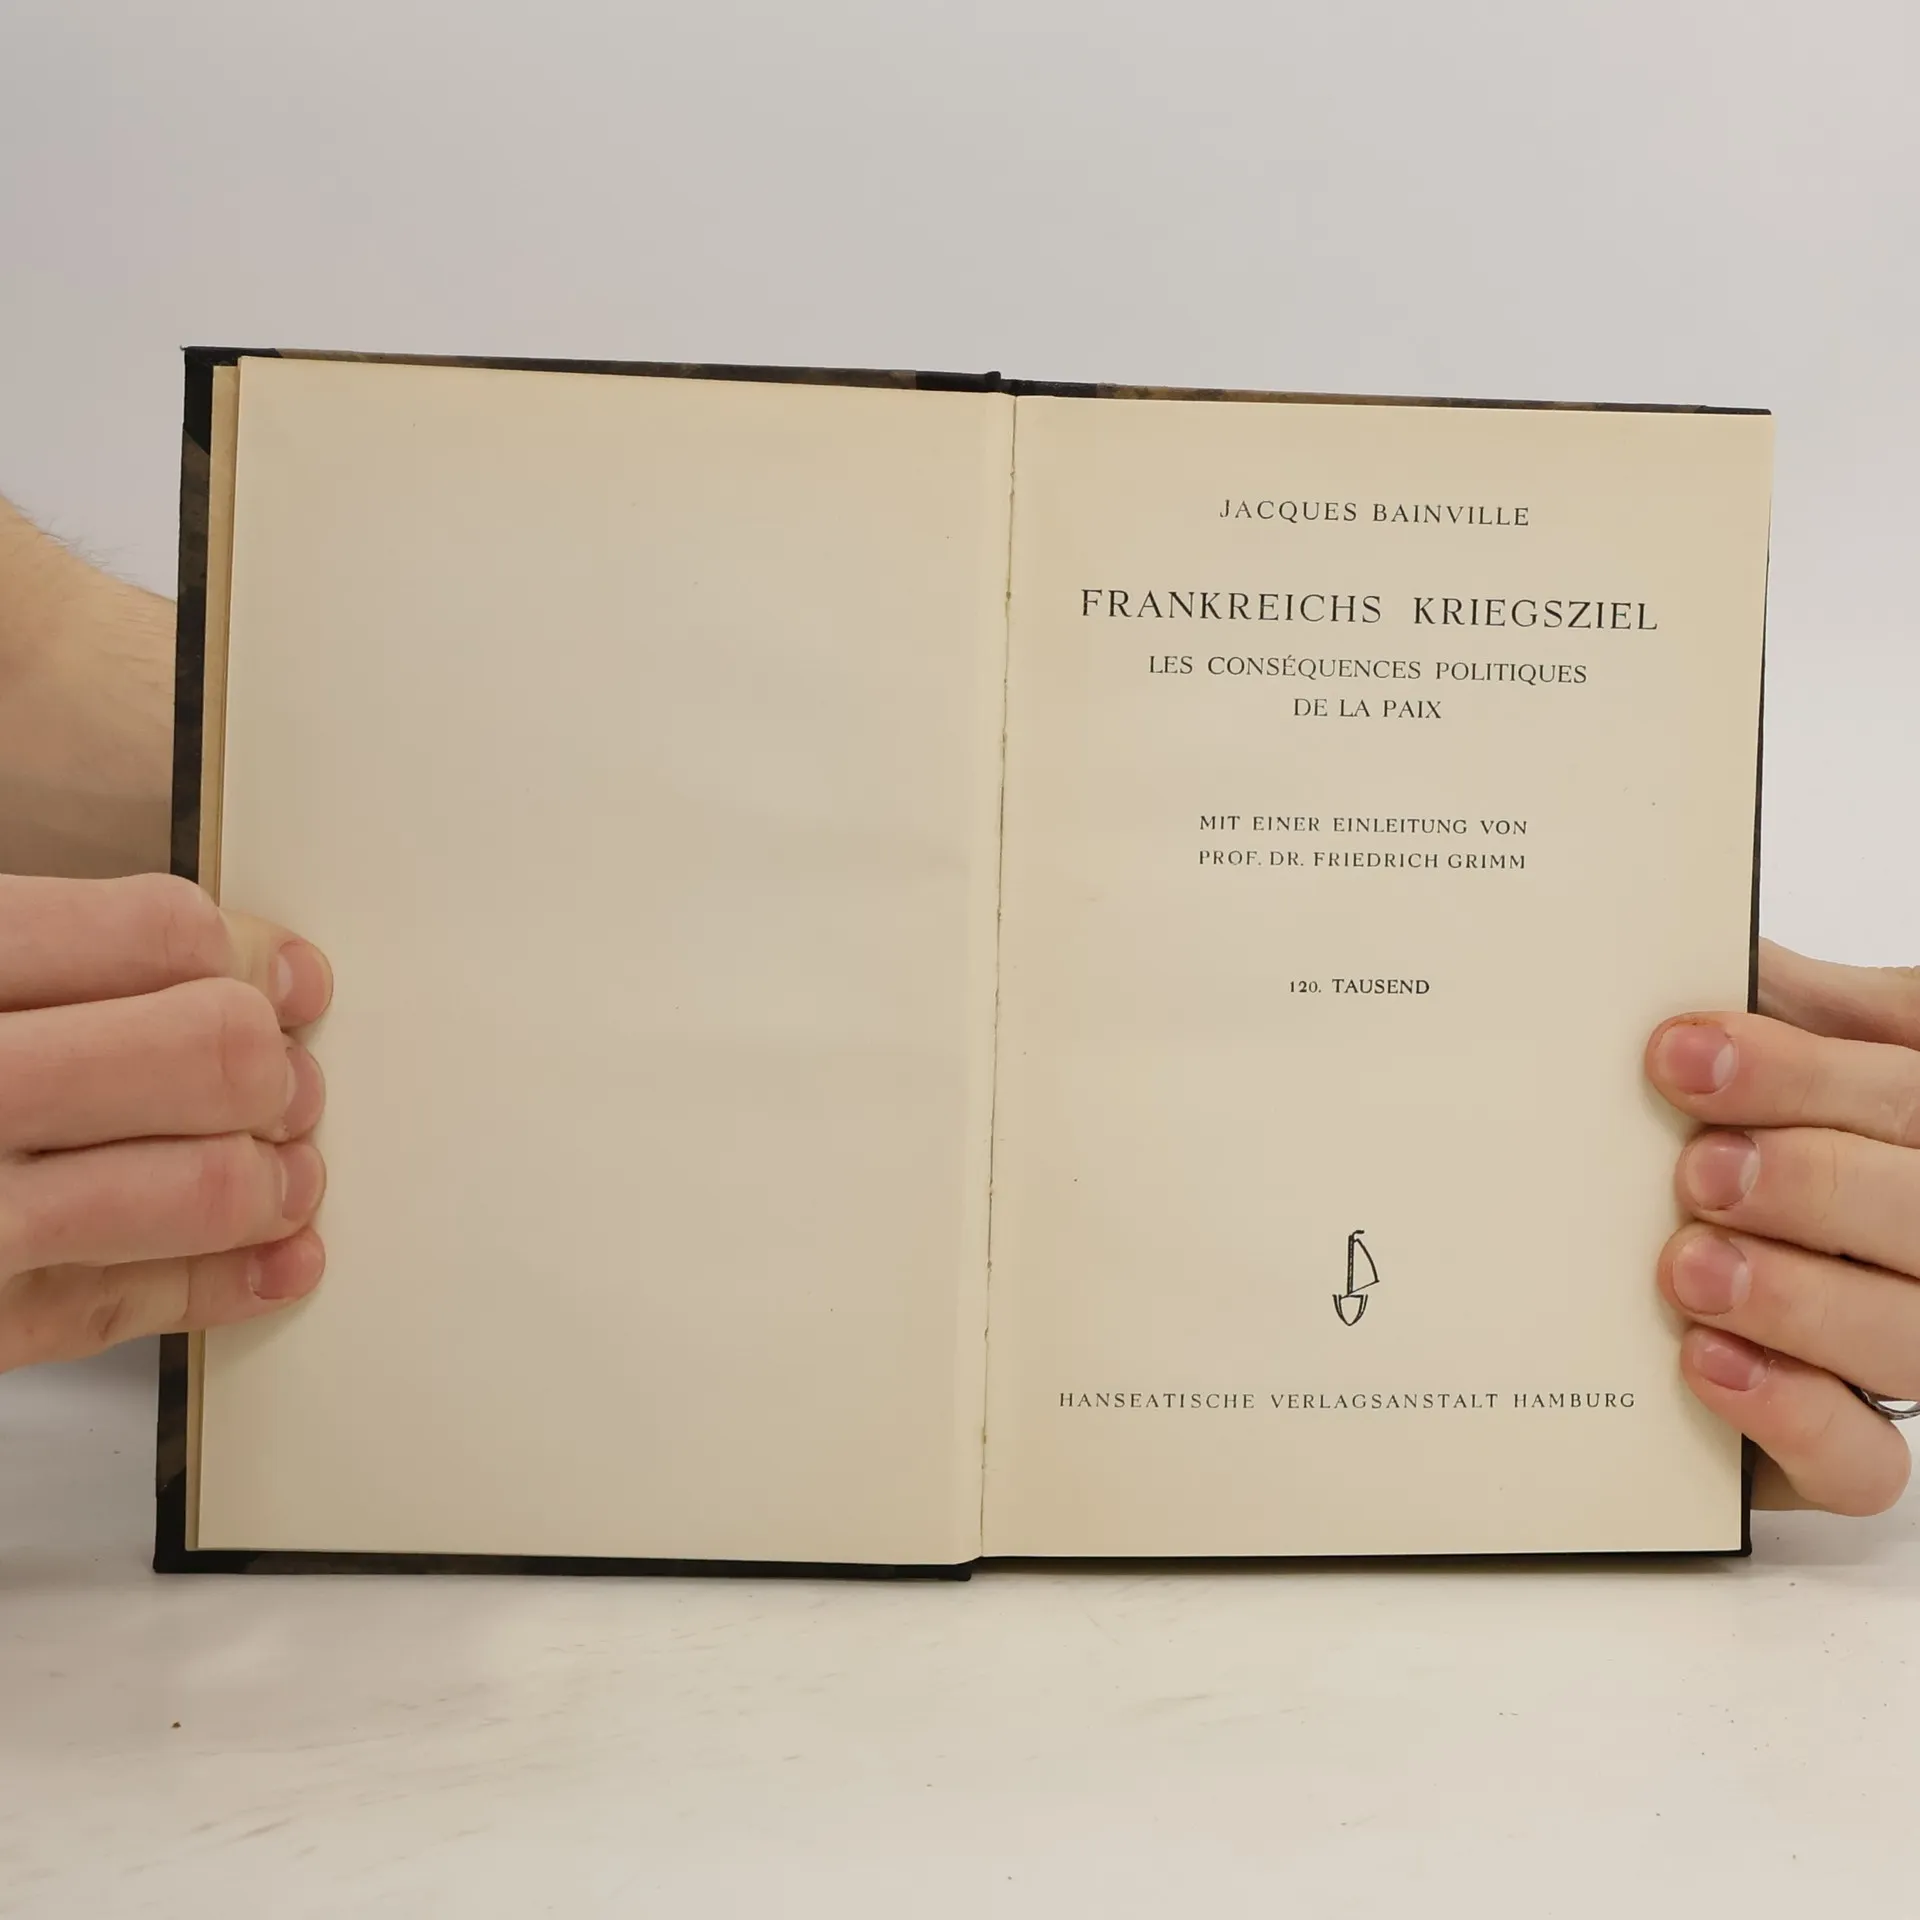 JACQUES BAINVILLE
FRANKREICHS KRIEGSZIEL
LES CONSÉQUENCES POLITIQUES
DE LA PAIX
MIT EINER EINLEITUNG VON
PROF. DR. FRIEDRICH GRIMM
120. TAUSEND
HANSEATISCHE VERLAGSANSTALT HAMBURG